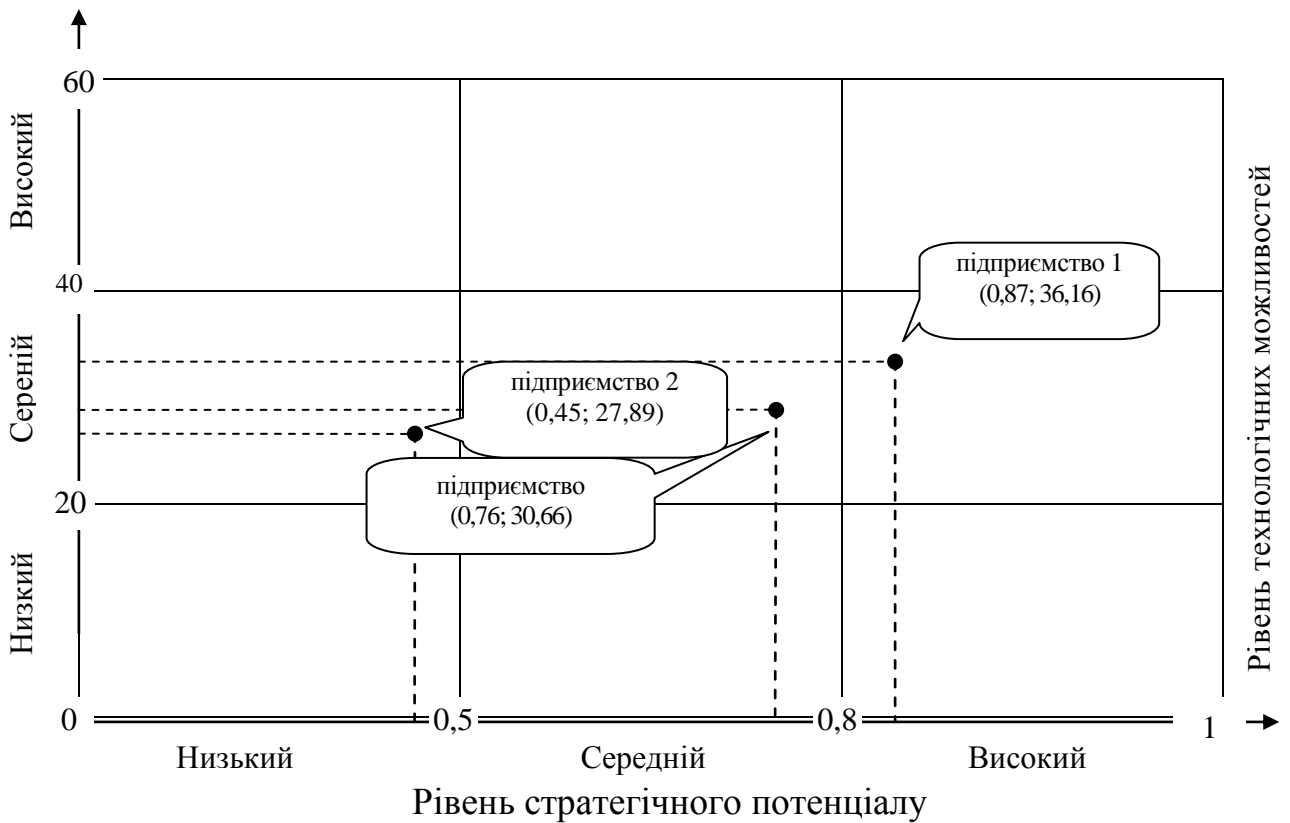 60
Високий
підприємство 1
(0,87; 36,16)
40
Сереній
підприємство 2
(0,45; 27,89)
підприємство
(0,76; 30,66)
20
Низкий
Рівень технологічних можливостей
0
0,5
0,8
1
Низький
Середній
Високий
Рівень стратегічного потенціалу